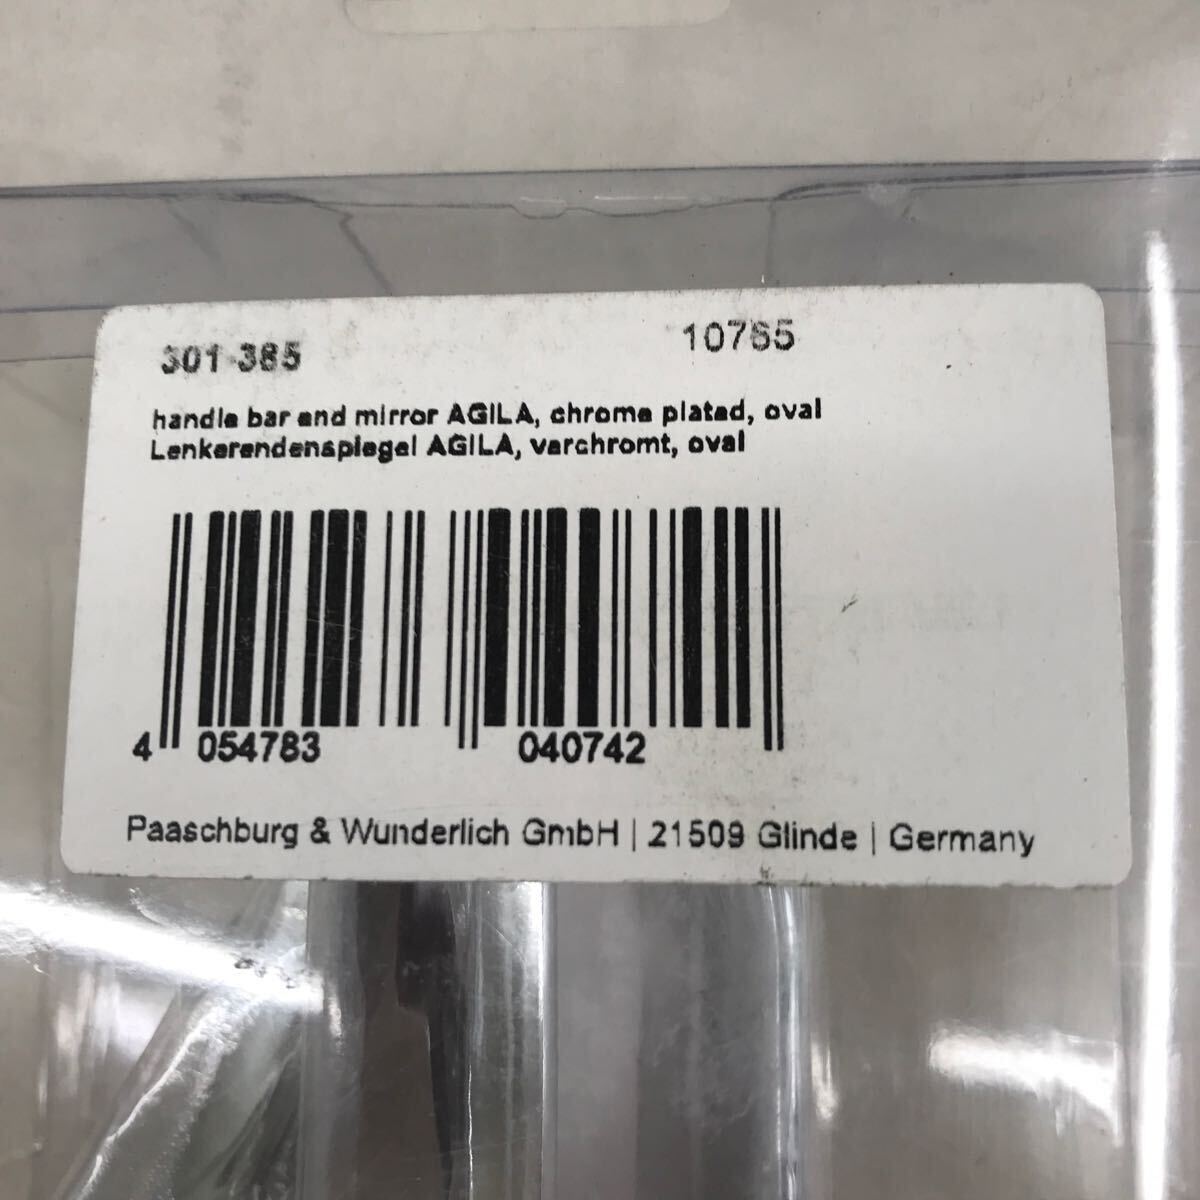 301-385 10765
handle bar end mirror AGILA, chrome plated, oval
Lenkerendenspiegel AGILA, verchromt, oval
4 054783 040742
Paaschburg & Wunderlich GmbH | 21509 Glinde | Germany